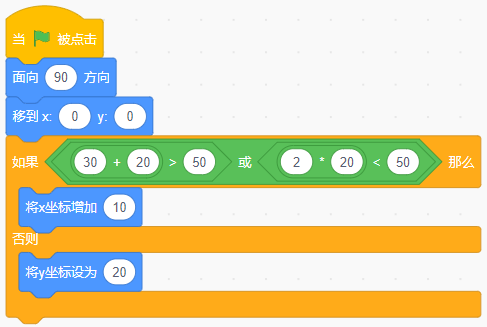 当 被点击
面向 90 方向
移到 x: 0 y: 0
如果 30 + 20 > 50 或 2 * 20 < 50 那么
将x坐标增加 10
否则
将y坐标设为 20